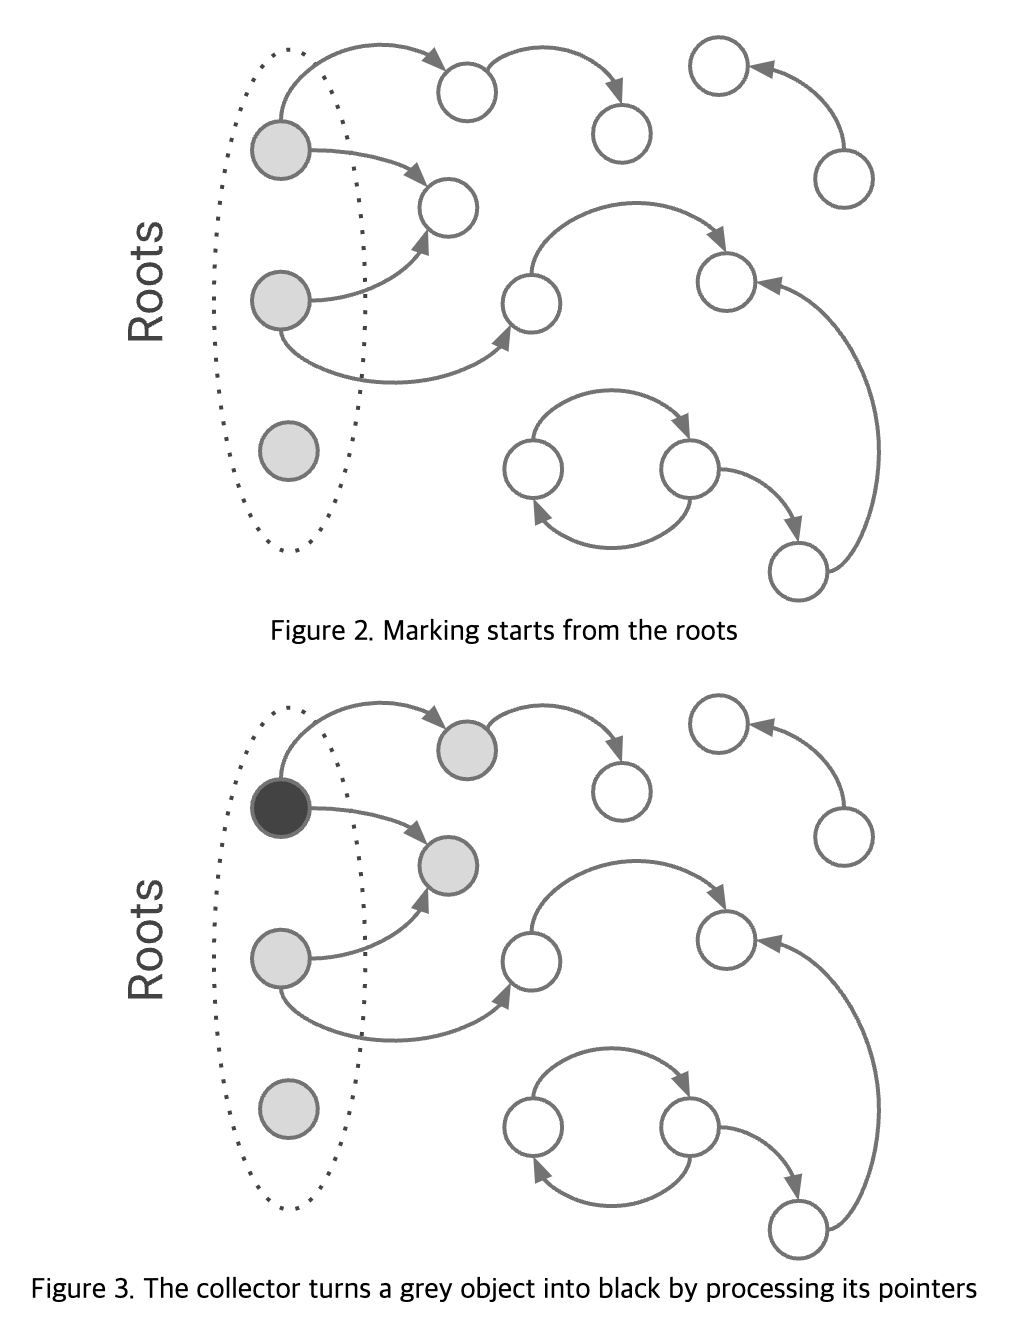 Roots
Figure 2. Marking starts from the roots
Roots
Figure 3. The collector turns a grey object into black by processing its pointers